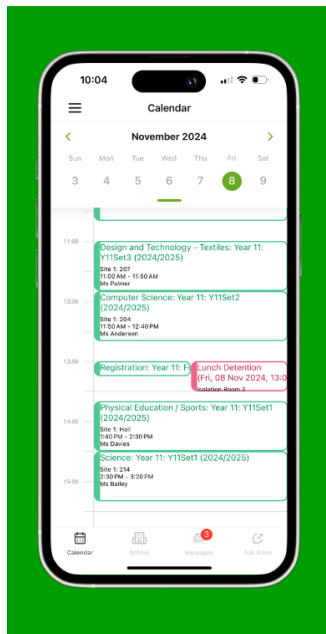 10:04
Calendar
November 2024
Sun Mon Tue Wed Thu Fri Sat
3 4 5 6 7 8 9
11:00
Design and Technology - Textiles: Year 11:
Y11Set3 (2024/2025)
Site 1: 207
11:00 AM - 11:50 AM
Ms Palmer
12:00
Computer Science: Year 11: Y11Set2
(2024/2025)
Site 1: 204
11:50 AM - 12:40 PM
Ms Anderson
13:00
Registration: Year 11: Fo
Lunch Detention
(Fri, 08 Nov 2024, 13:0
Isolation Room 2
14:00
Physical Education / Sports: Year 11: Y11Set1
(2024/2025)
Site 1: Hall
1:40 PM - 2:30 PM
Ms Davies
Science: Year 11: Y11Set1 (2024/2025)
Site 1: 214
2:30 PM - 3:20 PM
Ms Bailey
15:00
3
Calendar School Messages